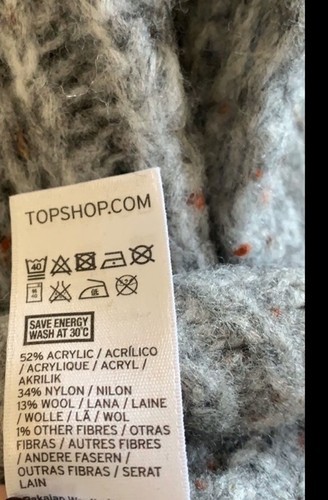 TOPSHOP.COM
40
SAVE ENERGY
WASH AT 30°C
52% ACRYLIC / ACRÍLICO
/ ACRYLIQUE / ACRYL /
AKRILIK
34% NYLON / NILON
13% WOOL / LANA / LAINE
/ WOLLE / LÃ / WOL
1% OTHER FIBRES / OTRAS
FIBRAS / AUTRES FIBRES
/ ANDERE FASERN /
OUTRAS FIBRAS / SERAT
LAIN